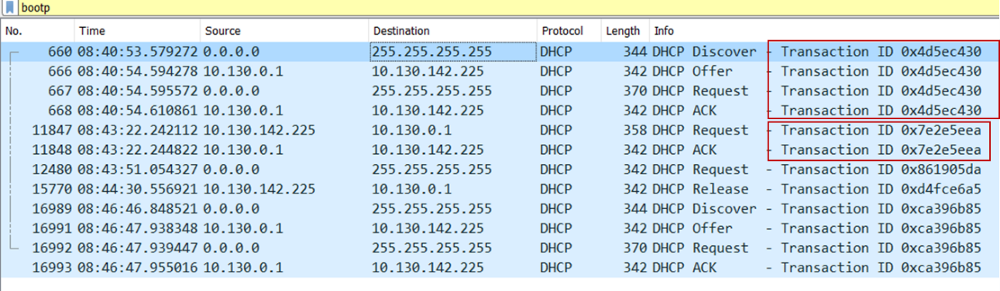 bootp
No. Time Source Destination Protocol Length Info
660 08:40:53.579272 0.0.0.0 255.255.255.255 DHCP 344 DHCP Discover - Transaction ID 0x4d5ec430
666 08:40:54.594278 10.130.0.1 10.130.142.225 DHCP 342 DHCP Offer - Transaction ID 0x4d5ec430
667 08:40:54.595572 0.0.0.0 255.255.255.255 DHCP 370 DHCP Request - Transaction ID 0x4d5ec430
668 08:40:54.610861 10.130.0.1 10.130.142.225 DHCP 342 DHCP ACK - Transaction ID 0x4d5ec430
11847 08:43:22.242112 10.130.142.225 10.130.0.1 DHCP 358 DHCP Request - Transaction ID 0x7e2e5eea
11848 08:43:22.244822 10.130.0.1 10.130.142.225 DHCP 342 DHCP ACK - Transaction ID 0x7e2e5eea
12480 08:43:51.054327 0.0.0.0 255.255.255.255 DHCP 342 DHCP Request - Transaction ID 0x861905da
15770 08:44:30.556921 10.130.142.225 10.130.0.1 DHCP 342 DHCP Release - Transaction ID 0xd4fce6a5
16989 08:46:46.848521 0.0.0.0 255.255.255.255 DHCP 344 DHCP Discover - Transaction ID 0xca396b85
16991 08:46:47.938348 10.130.0.1 10.130.142.225 DHCP 342 DHCP Offer - Transaction ID 0xca396b85
16992 08:46:47.939447 0.0.0.0 255.255.255.255 DHCP 370 DHCP Request - Transaction ID 0xca396b85
16993 08:46:47.955016 10.130.0.1 10.130.142.225 DHCP 342 DHCP ACK - Transaction ID 0xca396b85